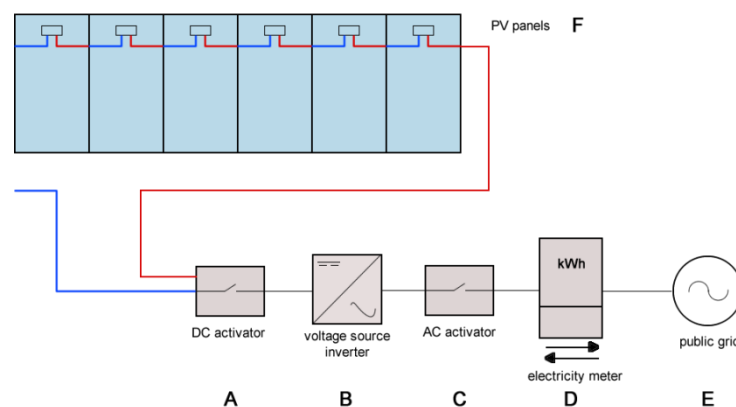 PV panels F
kWh
DC activator
voltage source
inverter
AC activator
electricity meter
public grid
A B C D E